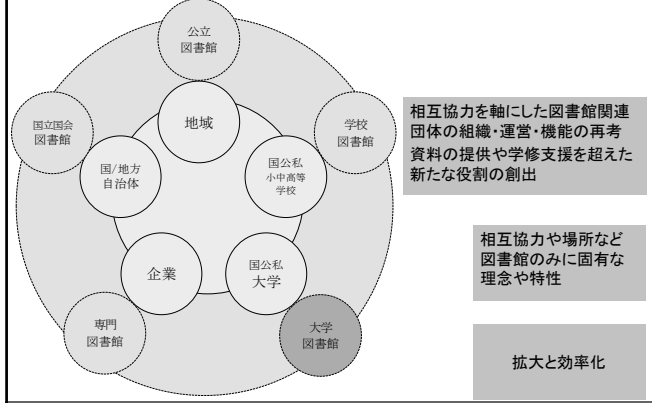 公立
図書館
国立国会
図書館
地域
学校
図書館
国/地方
自治体
国公私
小中高等
学校
企業
国公私
大学
専門
図書館
大学
図書館
相互協力を軸にした図書館関連
団体の組織・運営・機能の再考
資料の提供や学修支援を超えた
新たな役割の創出
相互協力や場所など
図書館のみに固有な
理念や特性
拡大と効率化